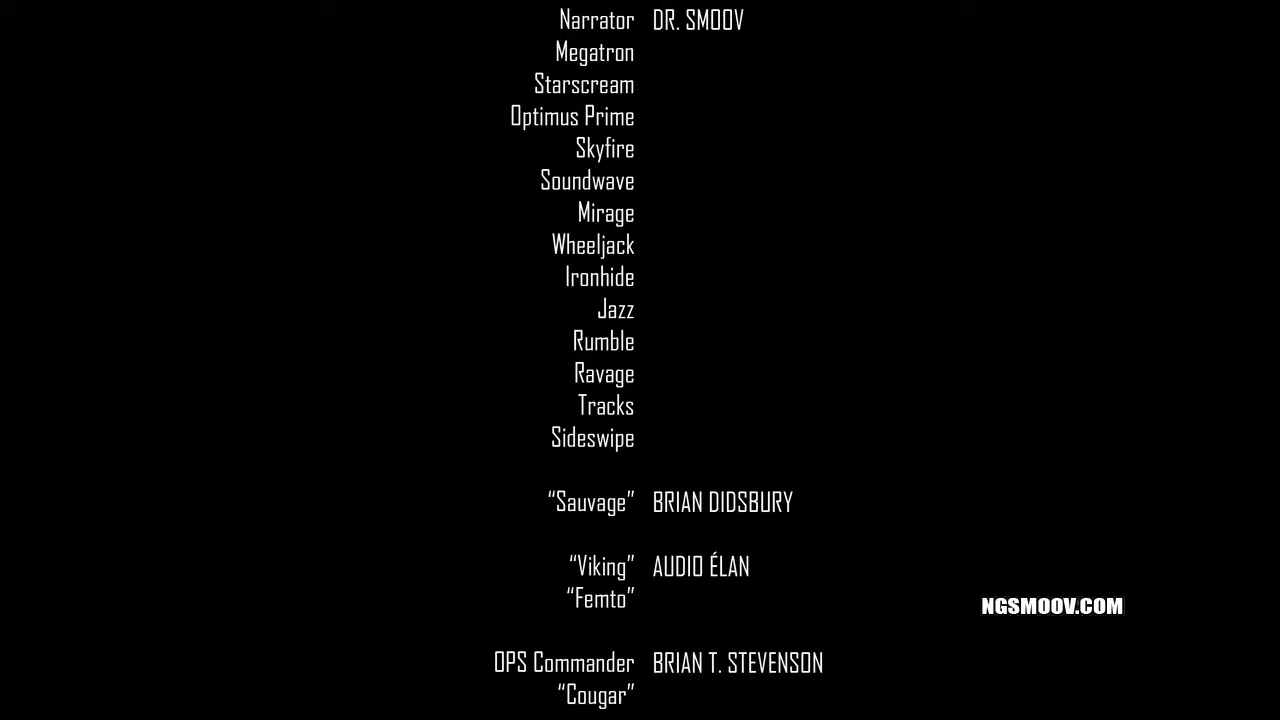 Narrator DR. SMOOV
Megatron
Starscream
Optimus Prime
Skyfire
Soundwave
Mirage
Wheeljack
Ironhide
Jazz
Rumble
Ravage
Tracks
Sideswipe
“Sauvage” BRIAN DIDSBURY
“Viking” AUDIO ÉLAN
“Femto”
NGSMOOV.COM
OPS Commander BRIAN T. STEVENSON
“Cougar”